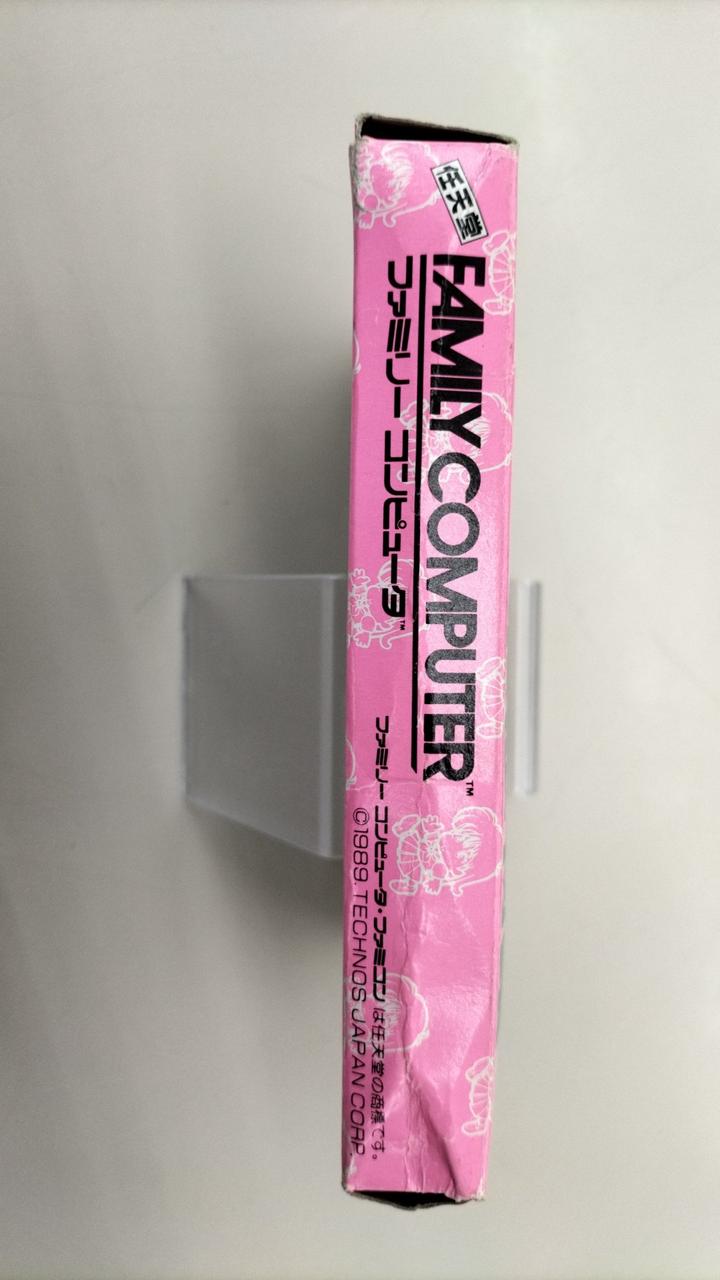 任天堂
FAMILY COMPUTER™
ファミリー コンピュータ™
ファミリーコンピュータ・ファミコンは任天堂の商標です。
©1989. TECHNOS JAPAN CORP.